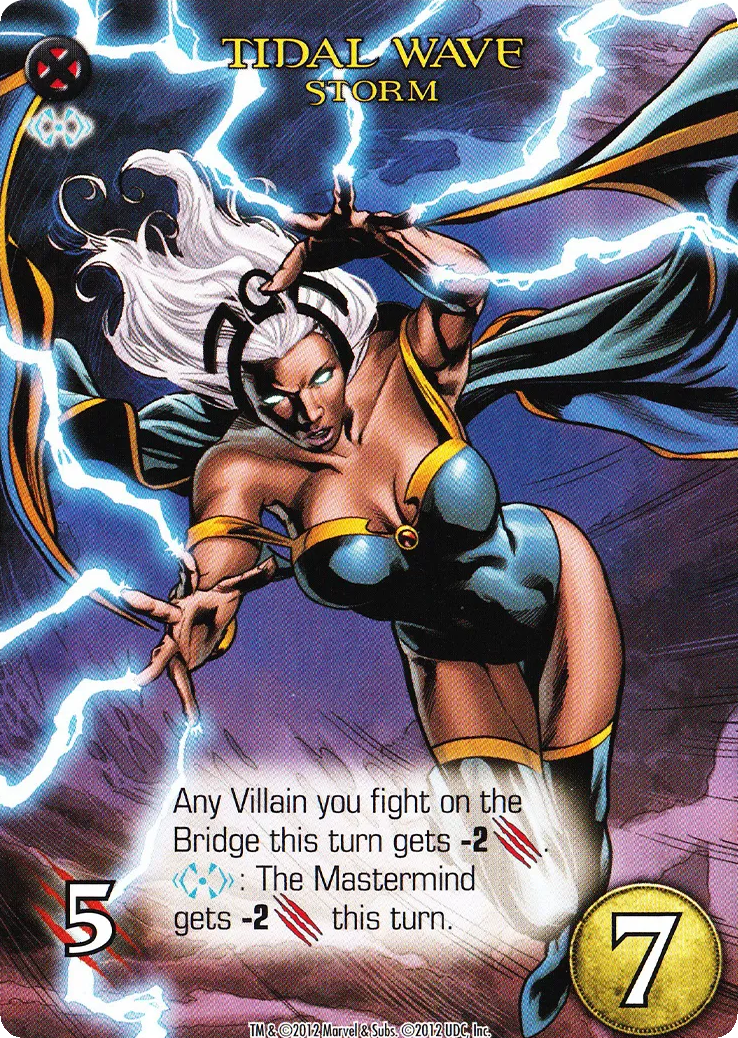 TIDAL WAVE
STORM
Any Villain you fight on the
Bridge this turn gets -2 .
: The Mastermind
gets -2 this turn.
5
7
TM & ©2012 Marvel & Subs. ©2012 UDC, Inc.